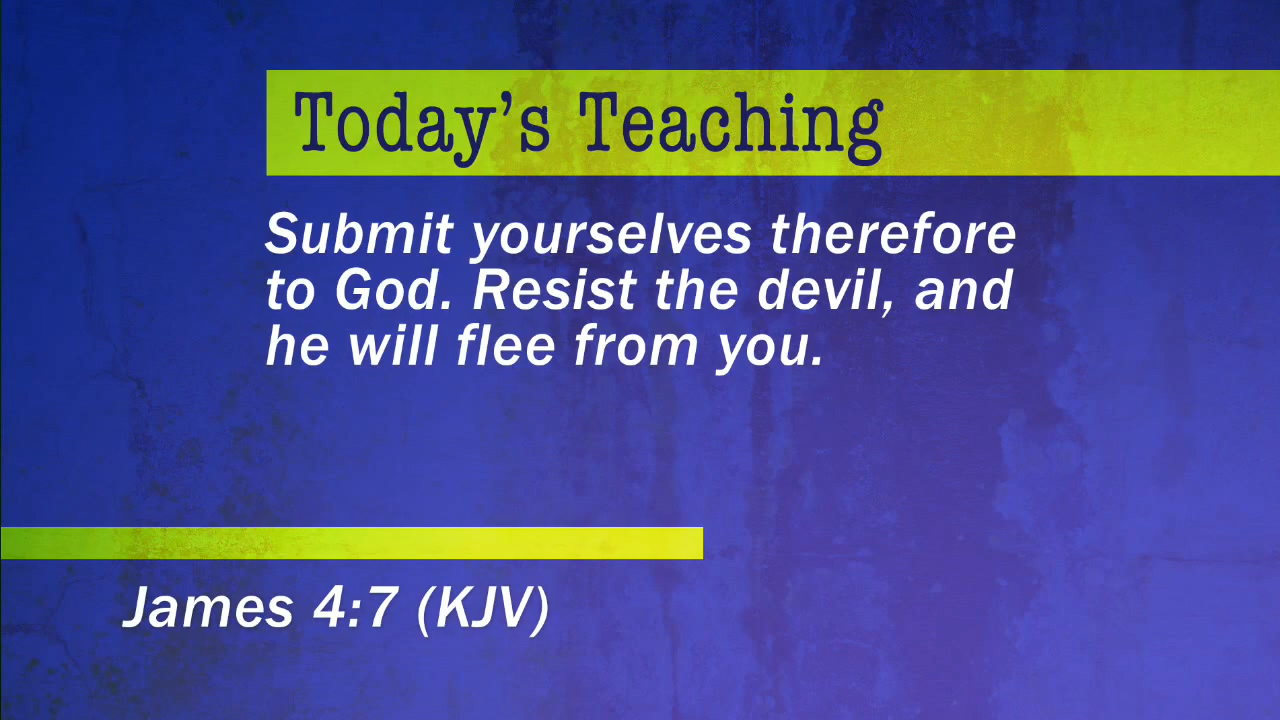 Today’s Teaching
Submit yourselves therefore
to God. Resist the devil, and
he will flee from you.
James 4:7 (KJV)